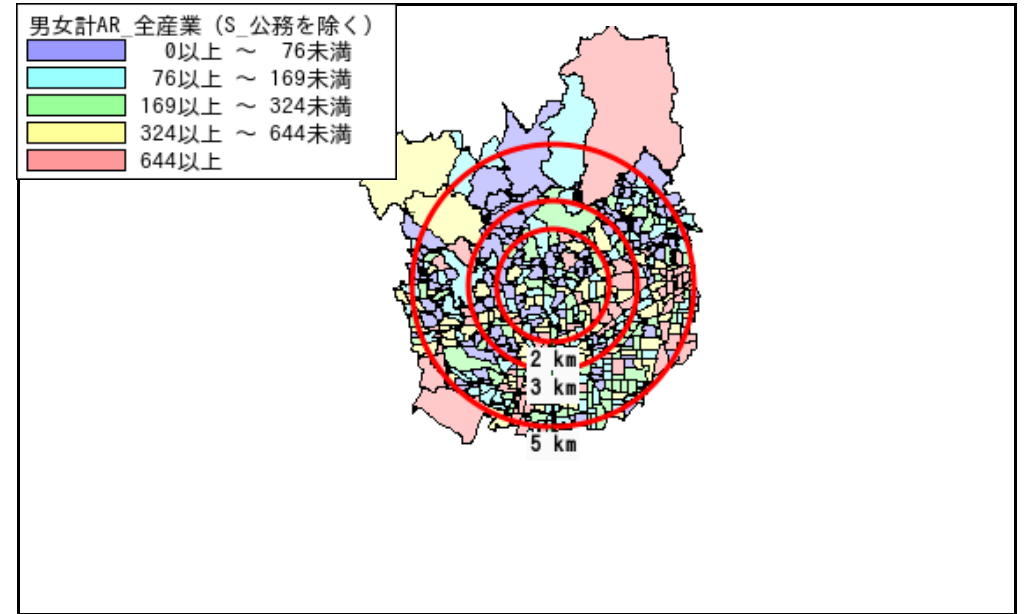 男女計AR_全産業（S_公務を除く）
0以上 ～ 76未満
76以上 ～ 169未満
169以上 ～ 324未満
324以上 ～ 644未満
644以上
2 km
3 km
5 km